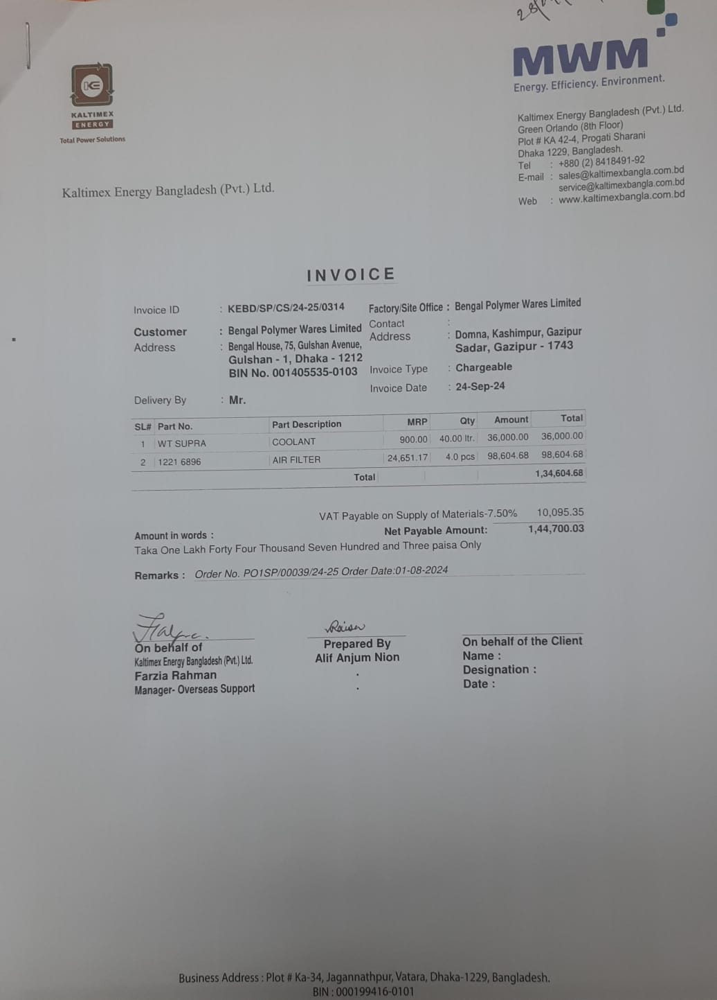 KALTIMEX
ENERGY
Total Power Solutions
Kaltimex Energy Bangladesh (Pvt.) Ltd.
MWM
Energy. Efficiency. Environment.
Kaltimex Energy Bangladesh (Pvt.) Ltd.
Green Orlando (8th Floor)
Plot # KA 42-4, Progati Sharani
Dhaka 1229, Bangladesh.
Tel : +880 (2) 8418491-92
E-mail : sales@kaltimexbangla.com.bd
service@kaltimexbangla.com.bd
Web : www.kaltimexbangla.com.bd
INVOICE
Invoice ID : KEBD/SP/CS/24-25/0314
Customer : Bengal Polymer Wares Limited
Address : Bengal House, 75, Gulshan Avenue,
Gulshan - 1, Dhaka - 1212
BIN No. 001405535-0103
Delivery By : Mr.
Factory/Site Office : Bengal Polymer Wares Limited
Contact :
Address : Domna, Kashimpur, Gazipur
Sadar, Gazipur - 1743
Invoice Type : Chargeable
Invoice Date : 24-Sep-24
SL# Part No. Part Description MRP Qty Amount Total
1 WT SUPRA COOLANT 900.00 40.00 ltr. 36,000.00 36,000.00
2 1221 6896 AIR FILTER 24,651.17 4.0 pcs 98,604.68 98,604.68
Total 1,34,604.68
VAT Payable on Supply of Materials-7.50% 10,095.35
Net Payable Amount: 1,44,700.03
Amount in words :
Taka One Lakh Forty Four Thousand Seven Hundred and Three paisa Only
Remarks : Order No. PO1SP/00039/24-25 Order Date:01-08-2024
On behalf of
Kaltimex Energy Bangladesh (Pvt.) Ltd.
Farzia Rahman
Manager- Overseas Support
Prepared By
Alif Anjum Nion
On behalf of the Client
Name :
Designation :
Date :
Business Address : Plot # Ka-34, Jagannathpur, Vatara, Dhaka-1229, Bangladesh.
BIN : 000199416-0101